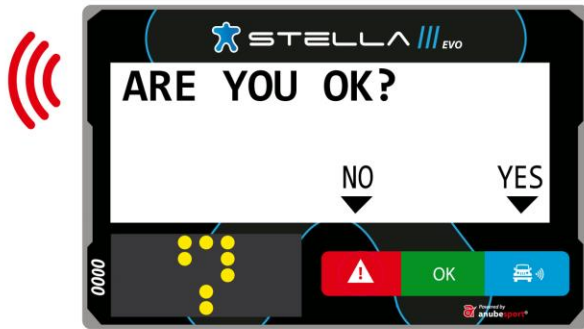 STELLA III EVO
ARE YOU OK?
NO YES
0000
?
OK
Powered by
anubesport®